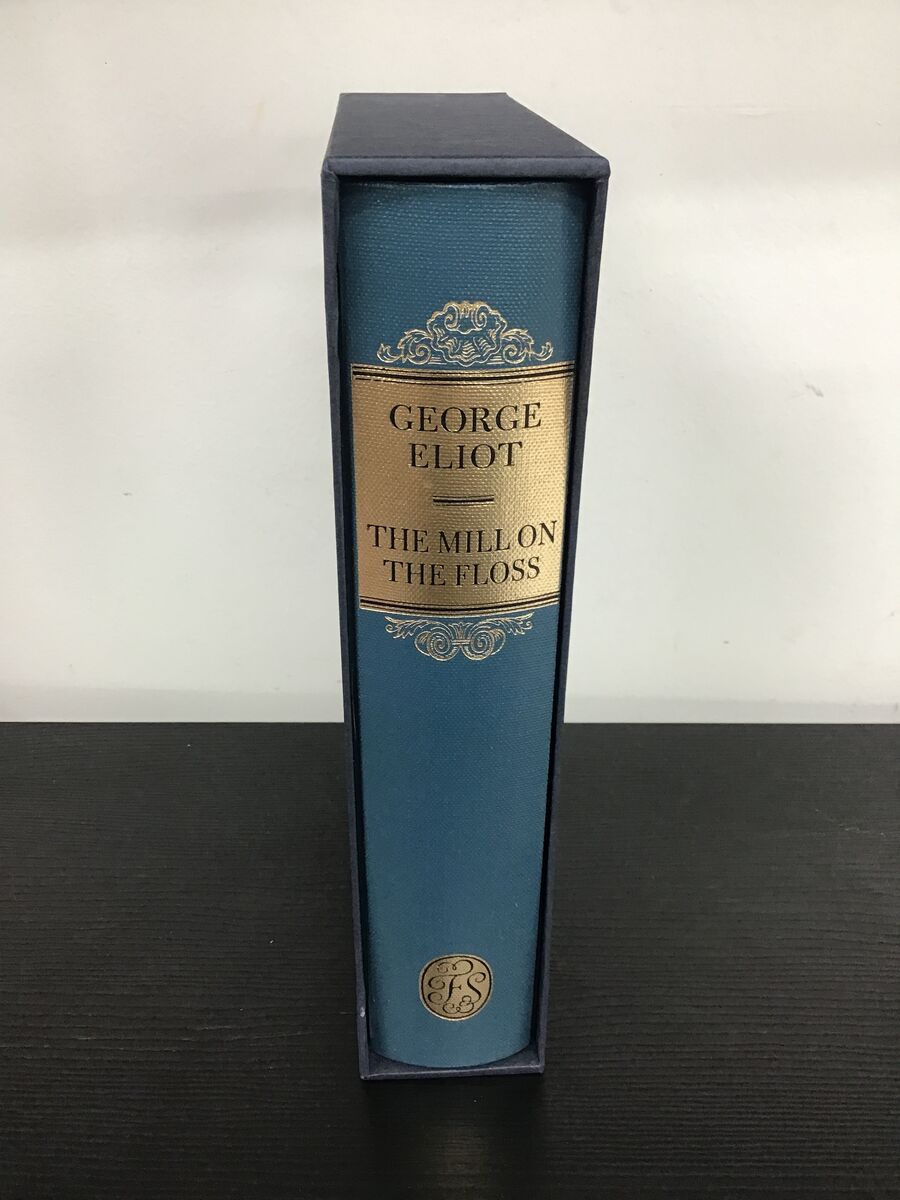 GEORGE
ELIOT
THE MILL ON
THE FLOSS
FS